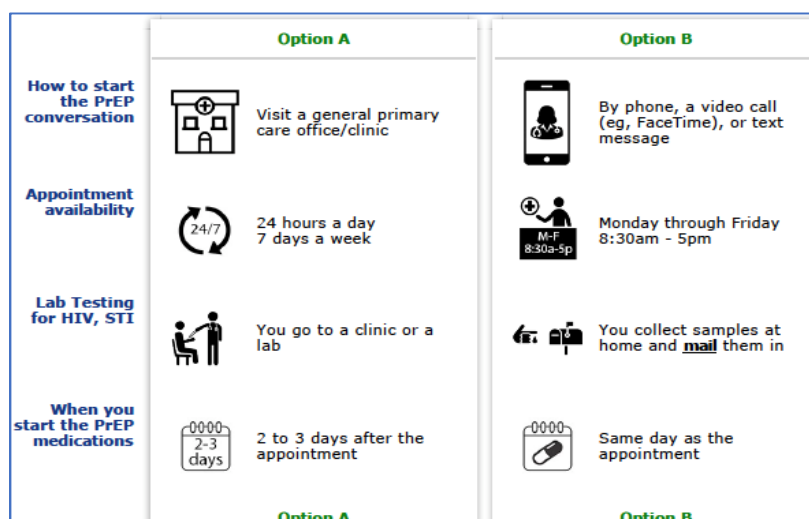 Option A
Option B
How to start
the PrEP
conversation
Visit a general primary
care office/clinic
By phone, a video call
(eg, FaceTime), or text
message
Appointment
availability
24/7
24 hours a day
7 days a week
M-F
8:30a-5p
Monday through Friday
8:30am - 5pm
Lab Testing
for HIV, STI
You go to a clinic or a
lab
You collect samples at
home and mail them in
When you
start the PrEP
medications
2-3
days
2 to 3 days after the
appointment
Same day as the
appointment
Option A
Option B